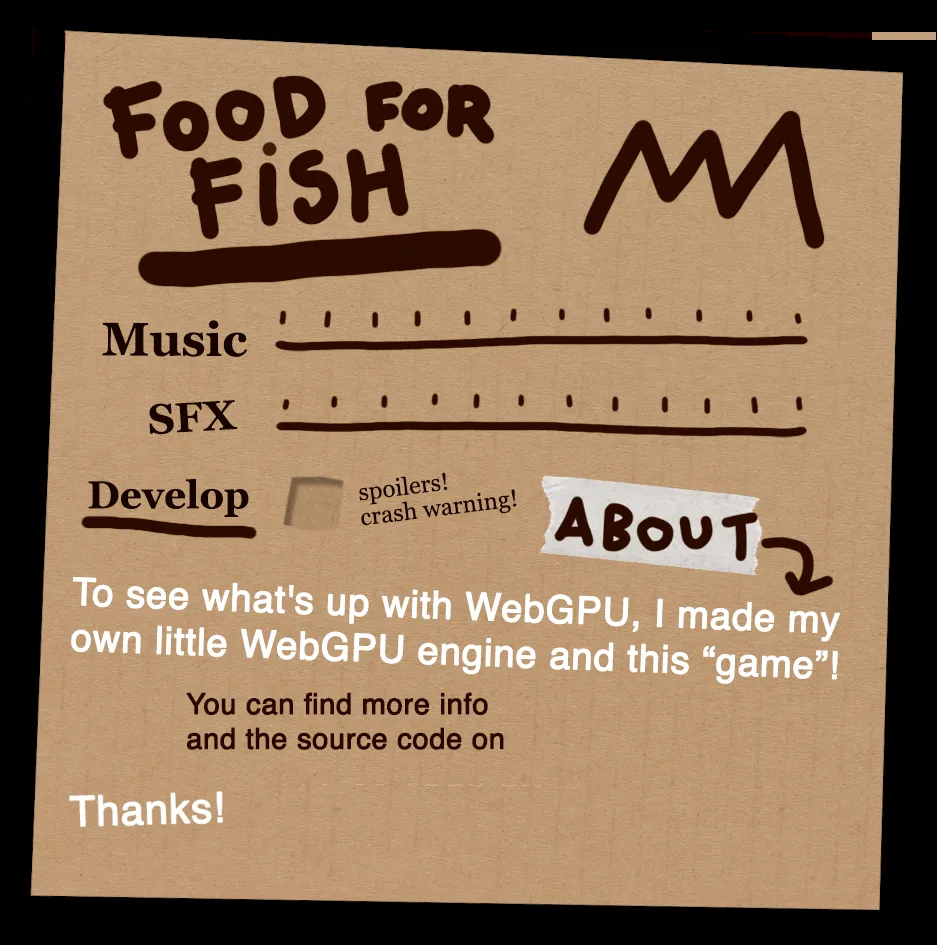 FOOD FOR
FiSH
Music
SFX
Develop
spoilers!
crash warning!
ABOUT
To see what's up with WebGPU, I made my
own little WebGPU engine and this “game”!
You can find more info
and the source code on
Thanks!